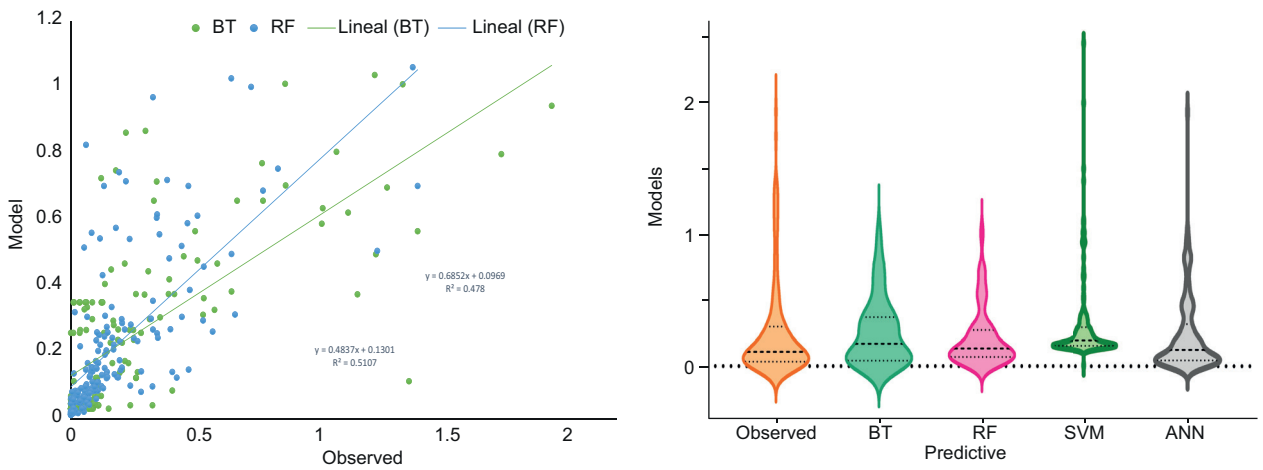 BT RF Lineal (BT) Lineal (RF)
1.2
1
0.8
0.6
0.4
0.2
0
Model
y = 0.6852x + 0.0969
R² = 0.478
y = 0.4837x + 0.1301
R² = 0.5107
0 0.5 1 1.5 2
Observed
Models
2
1
0
Observed BT RF SVM ANN
Predictive